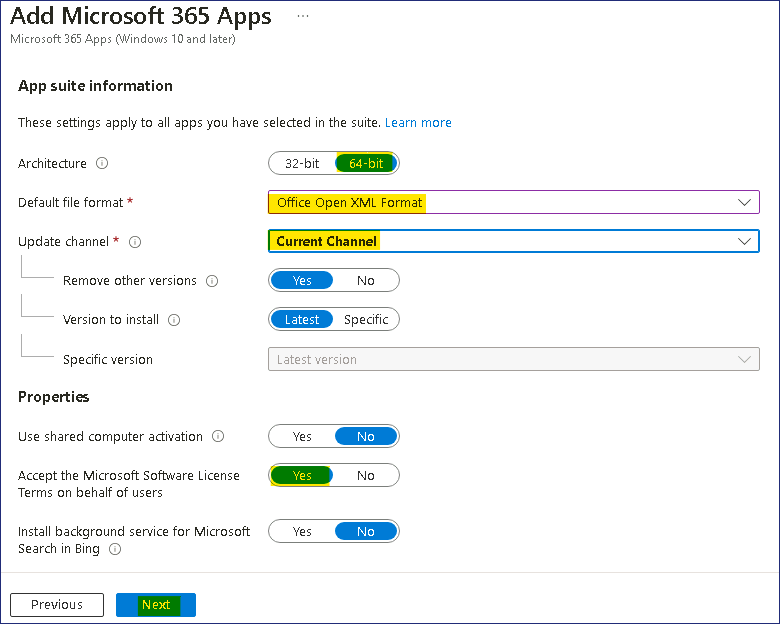 Add Microsoft 365 Apps ...
Microsoft 365 Apps (Windows 10 and later)
App suite information
These settings apply to all apps you have selected in the suite. Learn more
Architecture 32-bit 64-bit
Default file format * Office Open XML Format
Update channel * Current Channel
Remove other versions Yes No
Version to install Latest Specific
Specific version Latest version
Properties
Use shared computer activation Yes No
Accept the Microsoft Software License Yes No
Terms on behalf of users
Install background service for Microsoft Yes No
Search in Bing
Previous Next